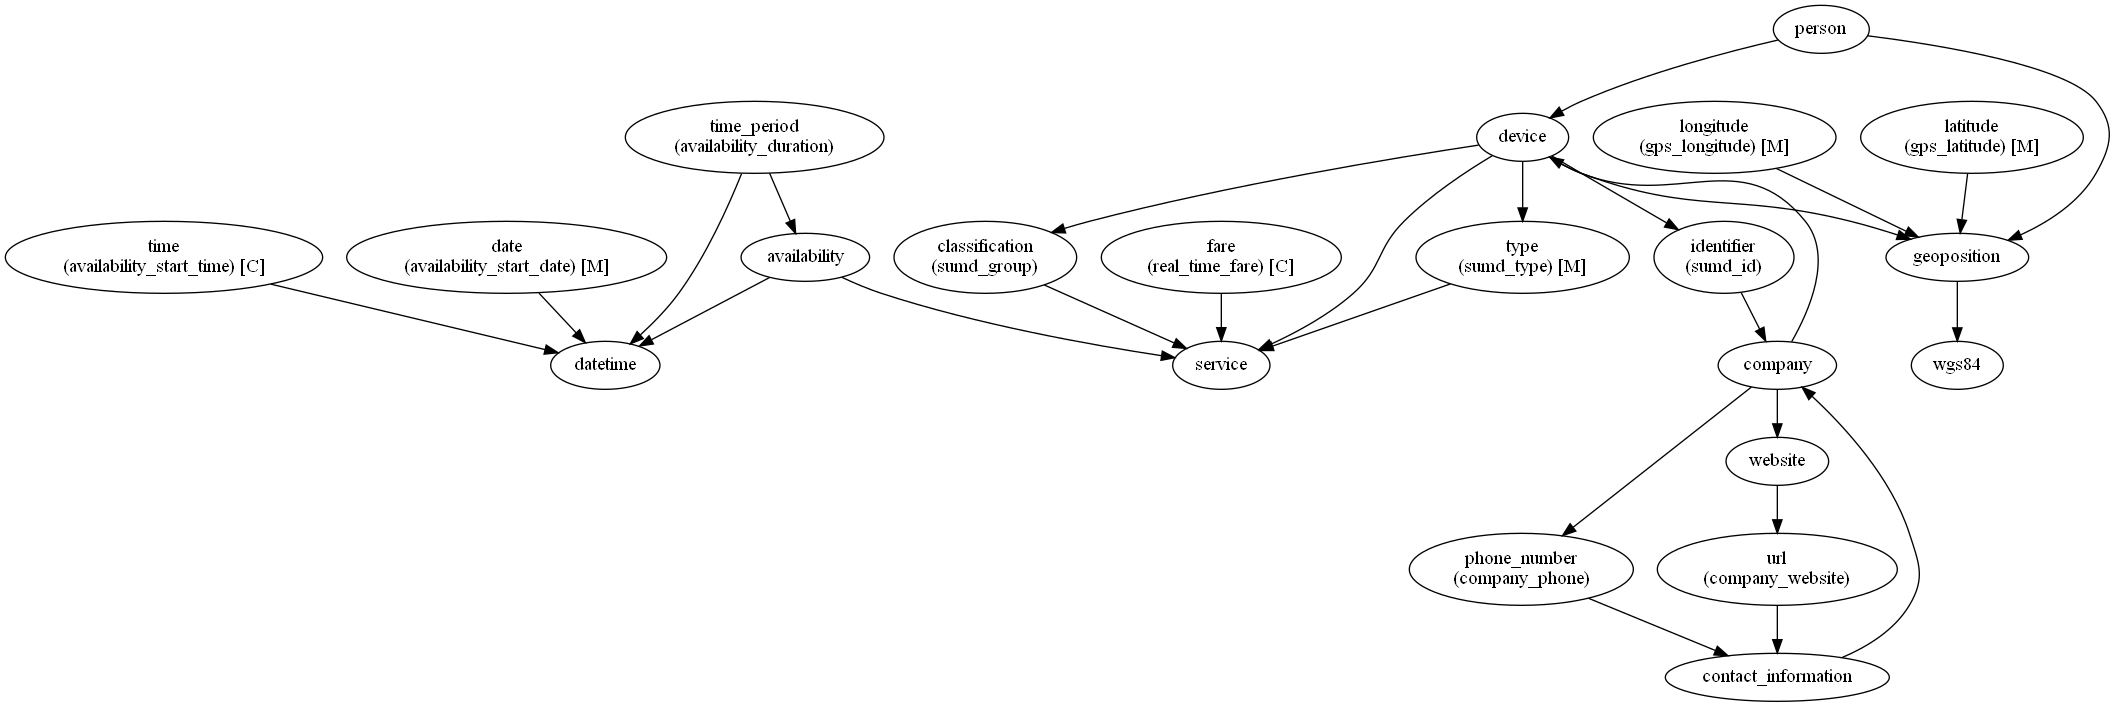 person
time_period
(availability_duration)
device
longitude
(gps_longitude) [M]
latitude
(gps_latitude) [M]
time
(availability_start_time) [C]
date
(availability_start_date) [M]
availability
classification
(sumd_group)
fare
(real_time_fare) [C]
type
(sumd_type) [M]
identifier
(sumd_id)
geoposition
datetime
service
company
wgs84
website
phone_number
(company_phone)
url
(company_website)
contact_information